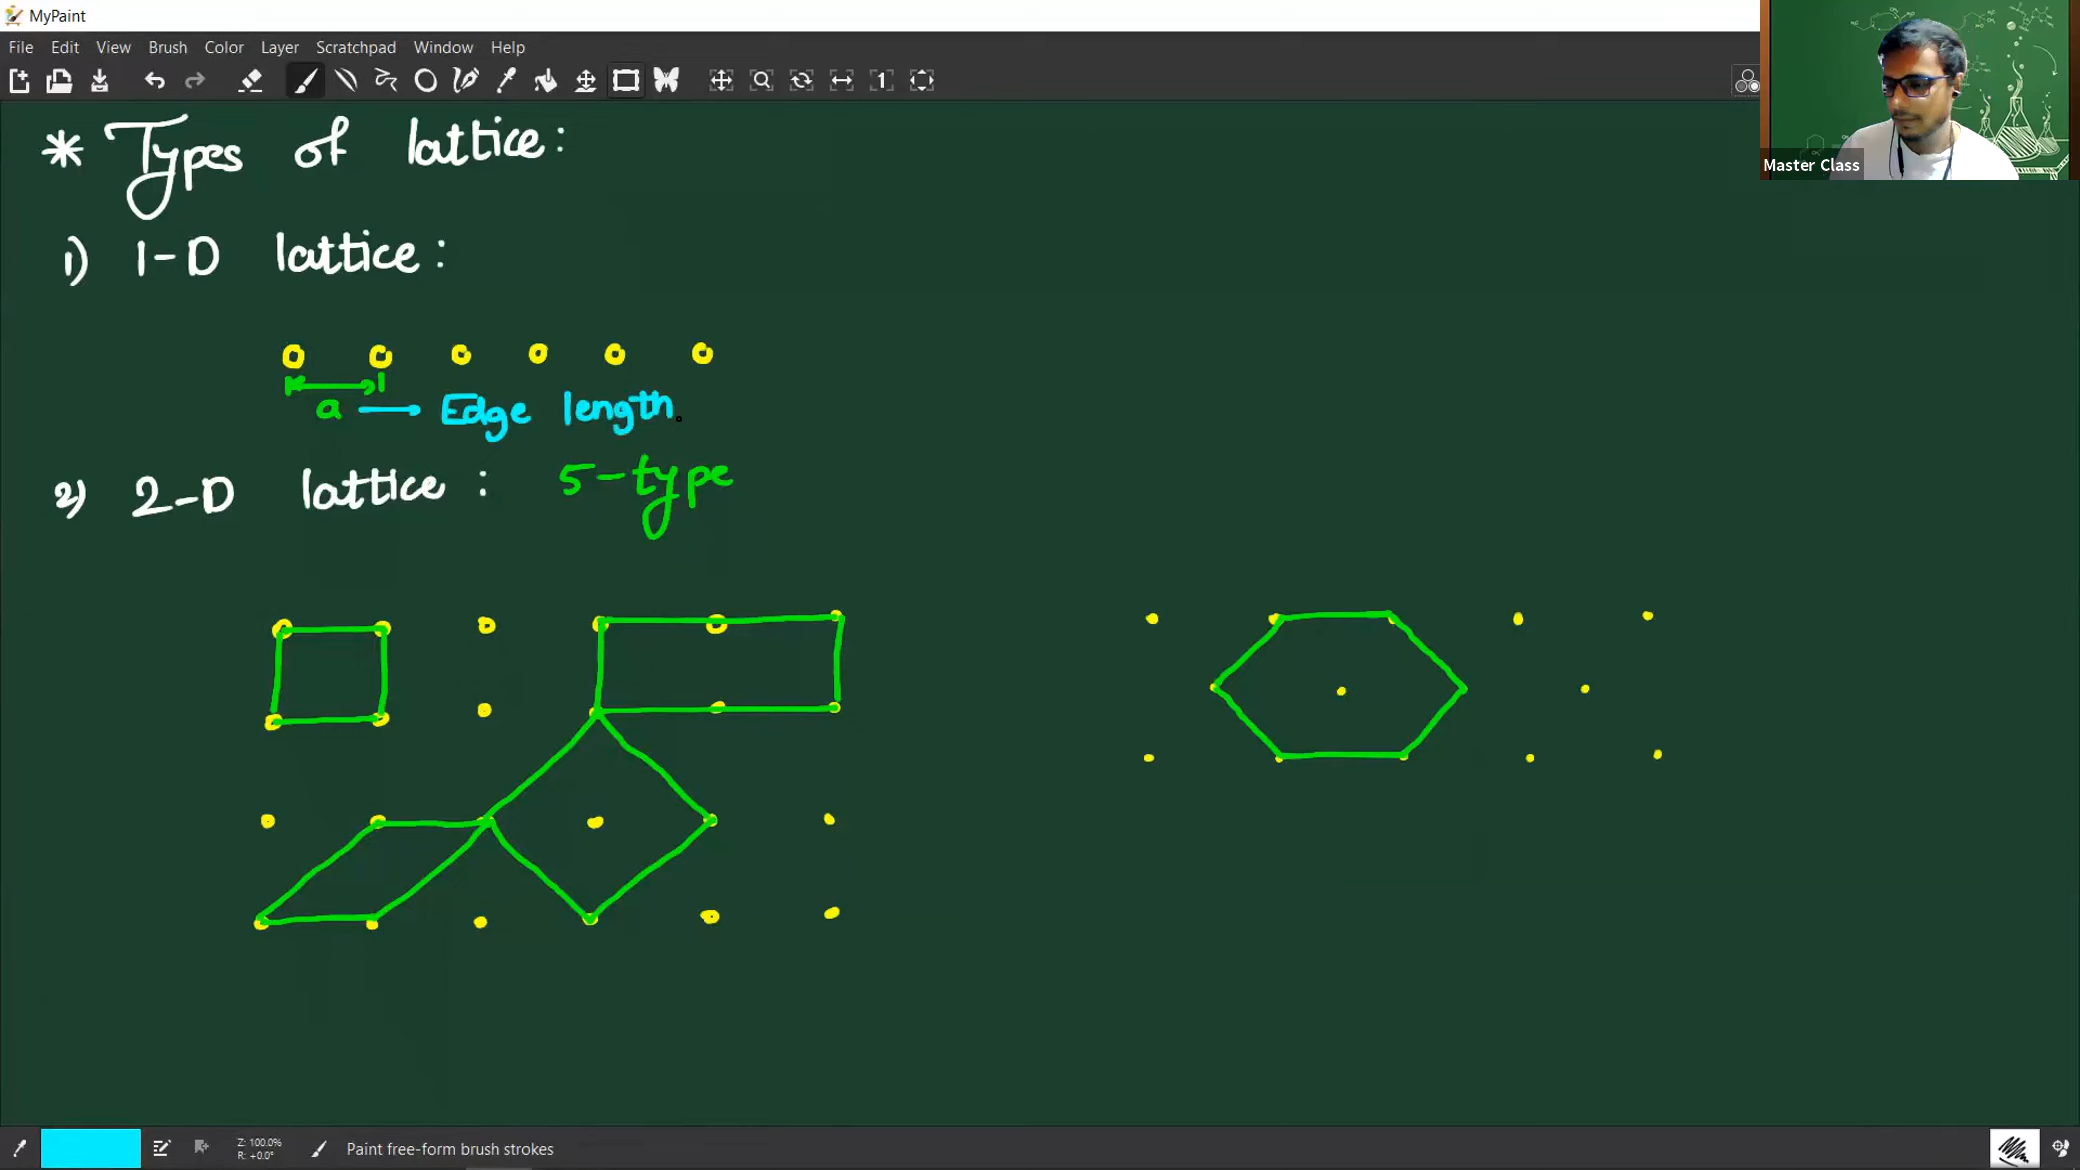 MyPaint
File Edit View Brush Color Layer Scratchpad Window Help
1
Master Class
* Types of lattice:
1) 1-D lattice:
a → Edge length.
2) 2-D lattice: 5-type
Z: 100.0%
R: +0.0°
Paint free-form brush strokes